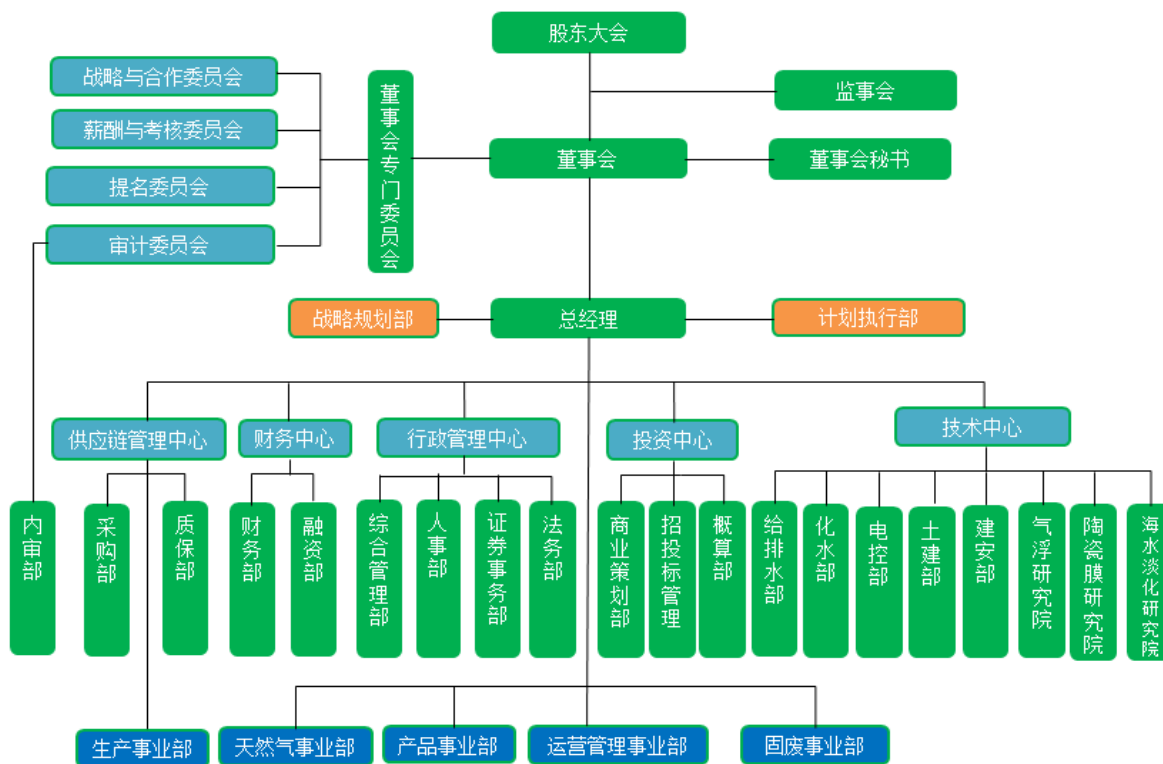 股东大会
战略与合作委员会
监事会
薪酬与考核委员会
董事会专门委员会
董事会
董事会秘书
提名委员会
审计委员会
战略规划部
总经理
计划执行部
供应链管理中心
财务中心
行政管理中心
投资中心
技术中心
内审部
采购部
质保部
财务部
融资部
综合管理部
人事部
证券事务部
法务部
商业策划部
招投标管理
概算部
给排水部
化水部
电控部
土建部
建安部
气浮研究院
陶瓷膜研究院
海水淡化研究院
生产事业部
天然气事业部
产品事业部
运营管理事业部
固废事业部